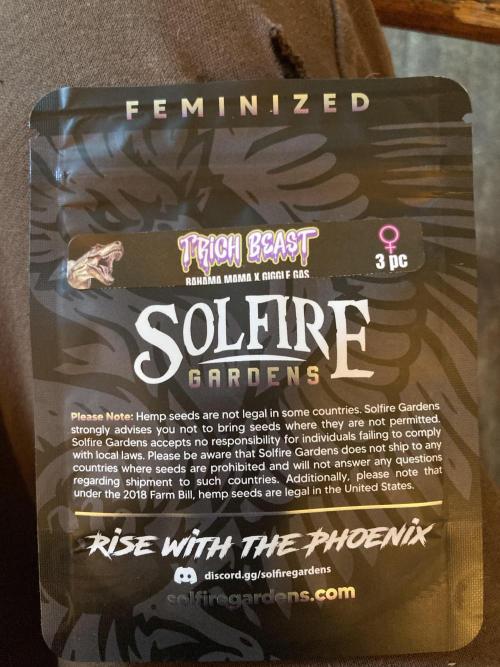 FEMINIZED
TRICH BEAST
BAHAMA MAMA X GIGGLE GAS
3 pc
SOLFIRE
GARDENS
Please Note: Hemp seeds are not legal in some countries. Solfire Gardens
strongly advises you not to bring seeds where they are not permitted.
Solfire Gardens accepts no responsibility for individuals failing to comply
with local laws. Please be aware that Solfire Gardens does not ship to any
countries where seeds are prohibited and will not answer any questions
regarding shipment to such countries. Additionally, please note that
under the 2018 Farm Bill, hemp seeds are legal in the United States.
RISE WITH THE PHOENIX
discord.gg/solfiregardens
solfiregardens.com